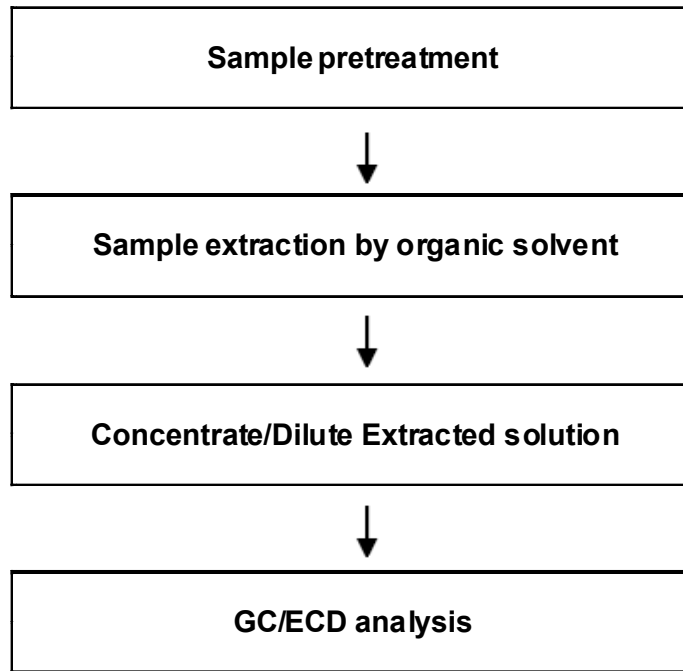 Sample pretreatment
Sample extraction by organic solvent
Concentrate/Dilute Extracted solution
GC/ECD analysis